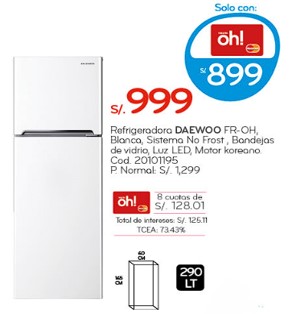 Solo con:
oh!
S/. 899
S/. 999
Refrigeradora DAEWOO FR-OH,
Blanca, Sistema No Frost , Bandejas
de vidrio, Luz LED, Motor koreano.
Cod. 20101195
P. Normal: S/. 1,299
oh!
8 cuotas de
S/. 128.01
Total de intereses: S/. 125.11
TCEA: 73.43%
60
CM
165
CM
290
LT